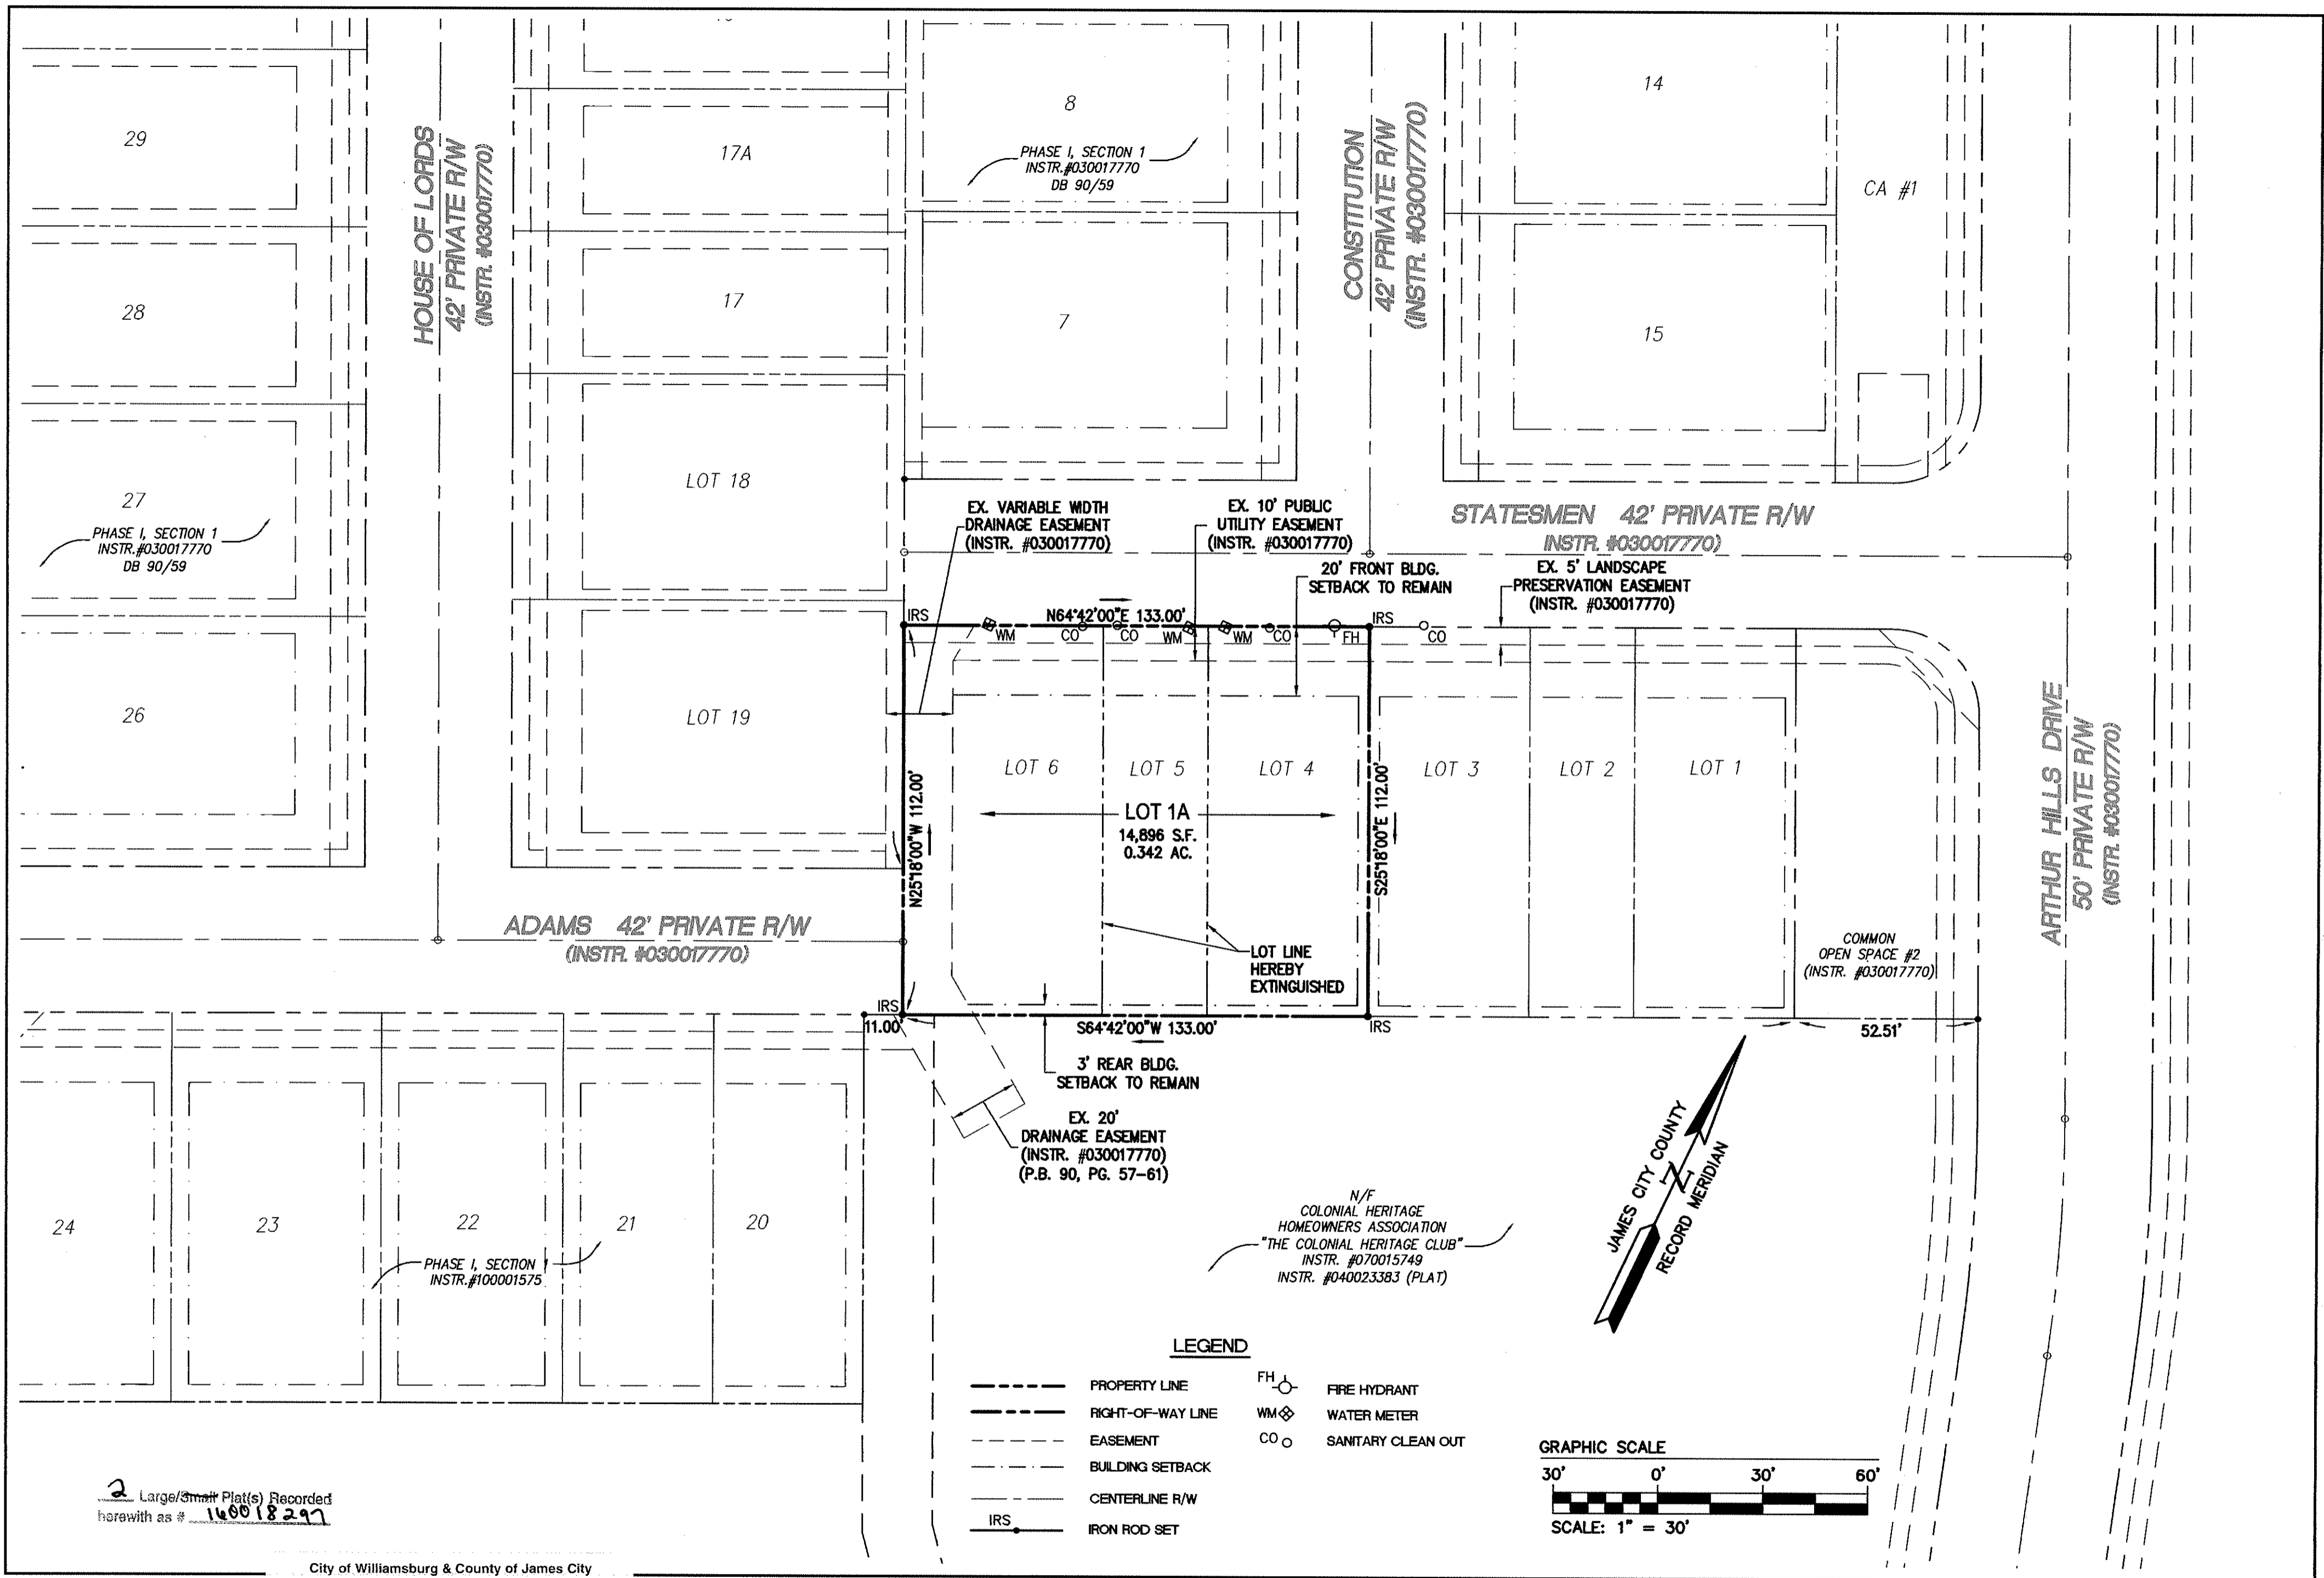 29
28
27
PHASE I, SECTION 1
INSTR.#030017770
DB 90/59
26
HOUSE OF LORDS
42' PRIVATE R/W
(INSTR. #030017770)
17A
17
LOT 18
LOT 19
8
PHASE I, SECTION 1
INSTR.#030017770
DB 90/59
7
CONSTITUTION
42' PRIVATE R/W
(INSTR. #030017770)
14
15
CA #1
STATESMEN 42' PRIVATE R/W
INSTR. #030017770)
EX. VARIABLE WIDTH
DRAINAGE EASEMENT
(INSTR. #030017770)
EX. 10' PUBLIC
UTILITY EASEMENT
(INSTR. #030017770)
20' FRONT BLDG.
SETBACK TO REMAIN
EX. 5' LANDSCAPE
PRESERVATION EASEMENT
(INSTR. #030017770)
IRS
N64°42'00"E 133.00'
IRS
WM
CO
CO
WM
WM
CO
FH
CO
LOT 6
LOT 5
LOT 4
LOT 3
LOT 2
LOT 1
LOT 1A
14,896 S.F.
0.342 AC.
N25°18'00"W 112.00'
S25°18'00"E 112.00'
LOT LINE
HEREBY
EXTINGUISHED
ARTHUR HILLS DRIVE
50' PRIVATE R/W
(INSTR. #030017770)
COMMON
OPEN SPACE #2
(INSTR. #030017770)
ADAMS 42' PRIVATE R/W
(INSTR. #030017770)
IRS
11.00'
S64°42'00"W 133.00'
IRS
52.51'
3' REAR BLDG.
SETBACK TO REMAIN
EX. 20'
DRAINAGE EASEMENT
(INSTR. #030017770)
(P.B. 90, PG. 57-61)
24
23
22
21
20
PHASE I, SECTION 1
INSTR.#100001575
N/F
COLONIAL HERITAGE
HOMEOWNERS ASSOCIATION
"THE COLONIAL HERITAGE CLUB"
INSTR. #070015749
INSTR. #040023383 (PLAT)
JAMES CITY COUNTY
N
RECORD MERIDIAN
LEGEND
PROPERTY LINE
RIGHT-OF-WAY LINE
EASEMENT
BUILDING SETBACK
CENTERLINE R/W
IRS
IRON ROD SET
FH
FIRE HYDRANT
WM
WATER METER
CO
SANITARY CLEAN OUT
GRAPHIC SCALE
30' 0' 30' 60'
SCALE: 1" = 30'
2 Large/Small Plat(s) Recorded
herewith as # 160018297
City of Williamsburg & County of James City